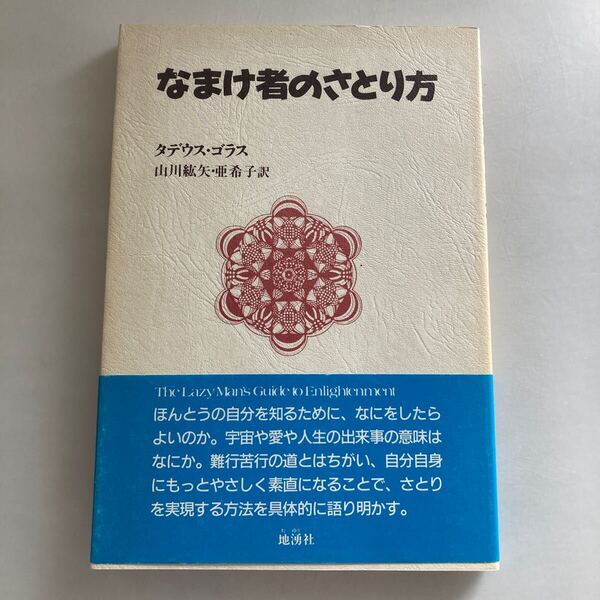 なまけ者のさとり方
タデウス・ゴラス
山川紘矢・亜希子訳
The Lazy Man's Guide to Enlightenment
ほんとうの自分を知るために、なにをしたら
よいのか。宇宙や愛や人生の出来事の意味は
なにか。難行苦行の道とはちがい、自分自身
にもっとやさしく素直になることで、さとり
を実現する方法を具体的に語り明かす。
ぢ ゆう
地湧社